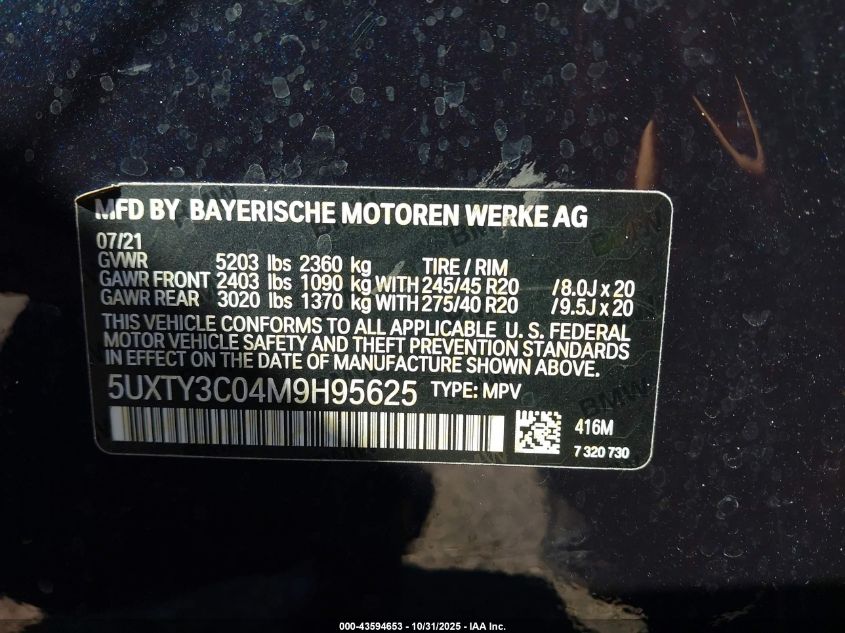 MFD BY BAYERISCHE MOTOREN WERKE AG
07/21
GVWR 5203 lbs 2360 kg TIRE / RIM
GAWR FRONT 2403 lbs 1090 kg WITH 245/45 R20 / 8.0J x 20
GAWR REAR 3020 lbs 1370 kg WITH 275/40 R20 / 9.5J x 20
THIS VEHICLE CONFORMS TO ALL APPLICABLE U. S. FEDERAL
MOTOR VEHICLE SAFETY AND THEFT PREVENTION STANDARDS
IN EFFECT ON THE DATE OF MANUFACTURE SHOWN ABOVE.
5UXTY3C04M9H95625 TYPE: MPV
416M
7 320 730
BMW
000-43594653 - 10/31/2025 - IAA Inc.